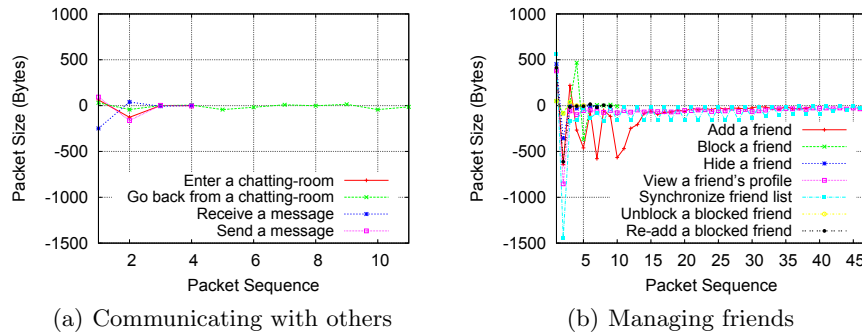 1000
500
0
-500
-1000
-1500
Packet Size (Bytes)
Enter a chatting-room
Go back from a chatting-room
Receive a message
Send a message
2 4 6 8 10
Packet Sequence
(a) Communicating with others
1000
500
0
-500
-1000
-1500
Packet Size (Bytes)
Add a friend
Block a friend
Hide a friend
View a friend's profile
Synchronize friend list
Unblock a blocked friend
Re-add a blocked friend
5 10 15 20 25 30 35 40 45
Packet Sequence
(b) Managing friends